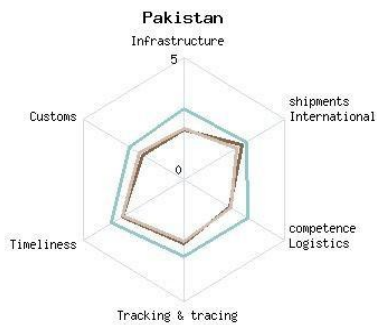 Pakistan
Infrastructure
5
shipments
International
Customs
0
competence
Logistics
Timeliness
Tracking & tracing